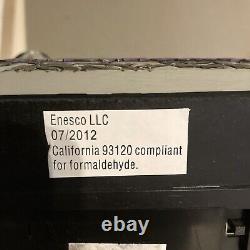 Enesco LLC
07/2012
California 93120 compliant
for formaldehyde.